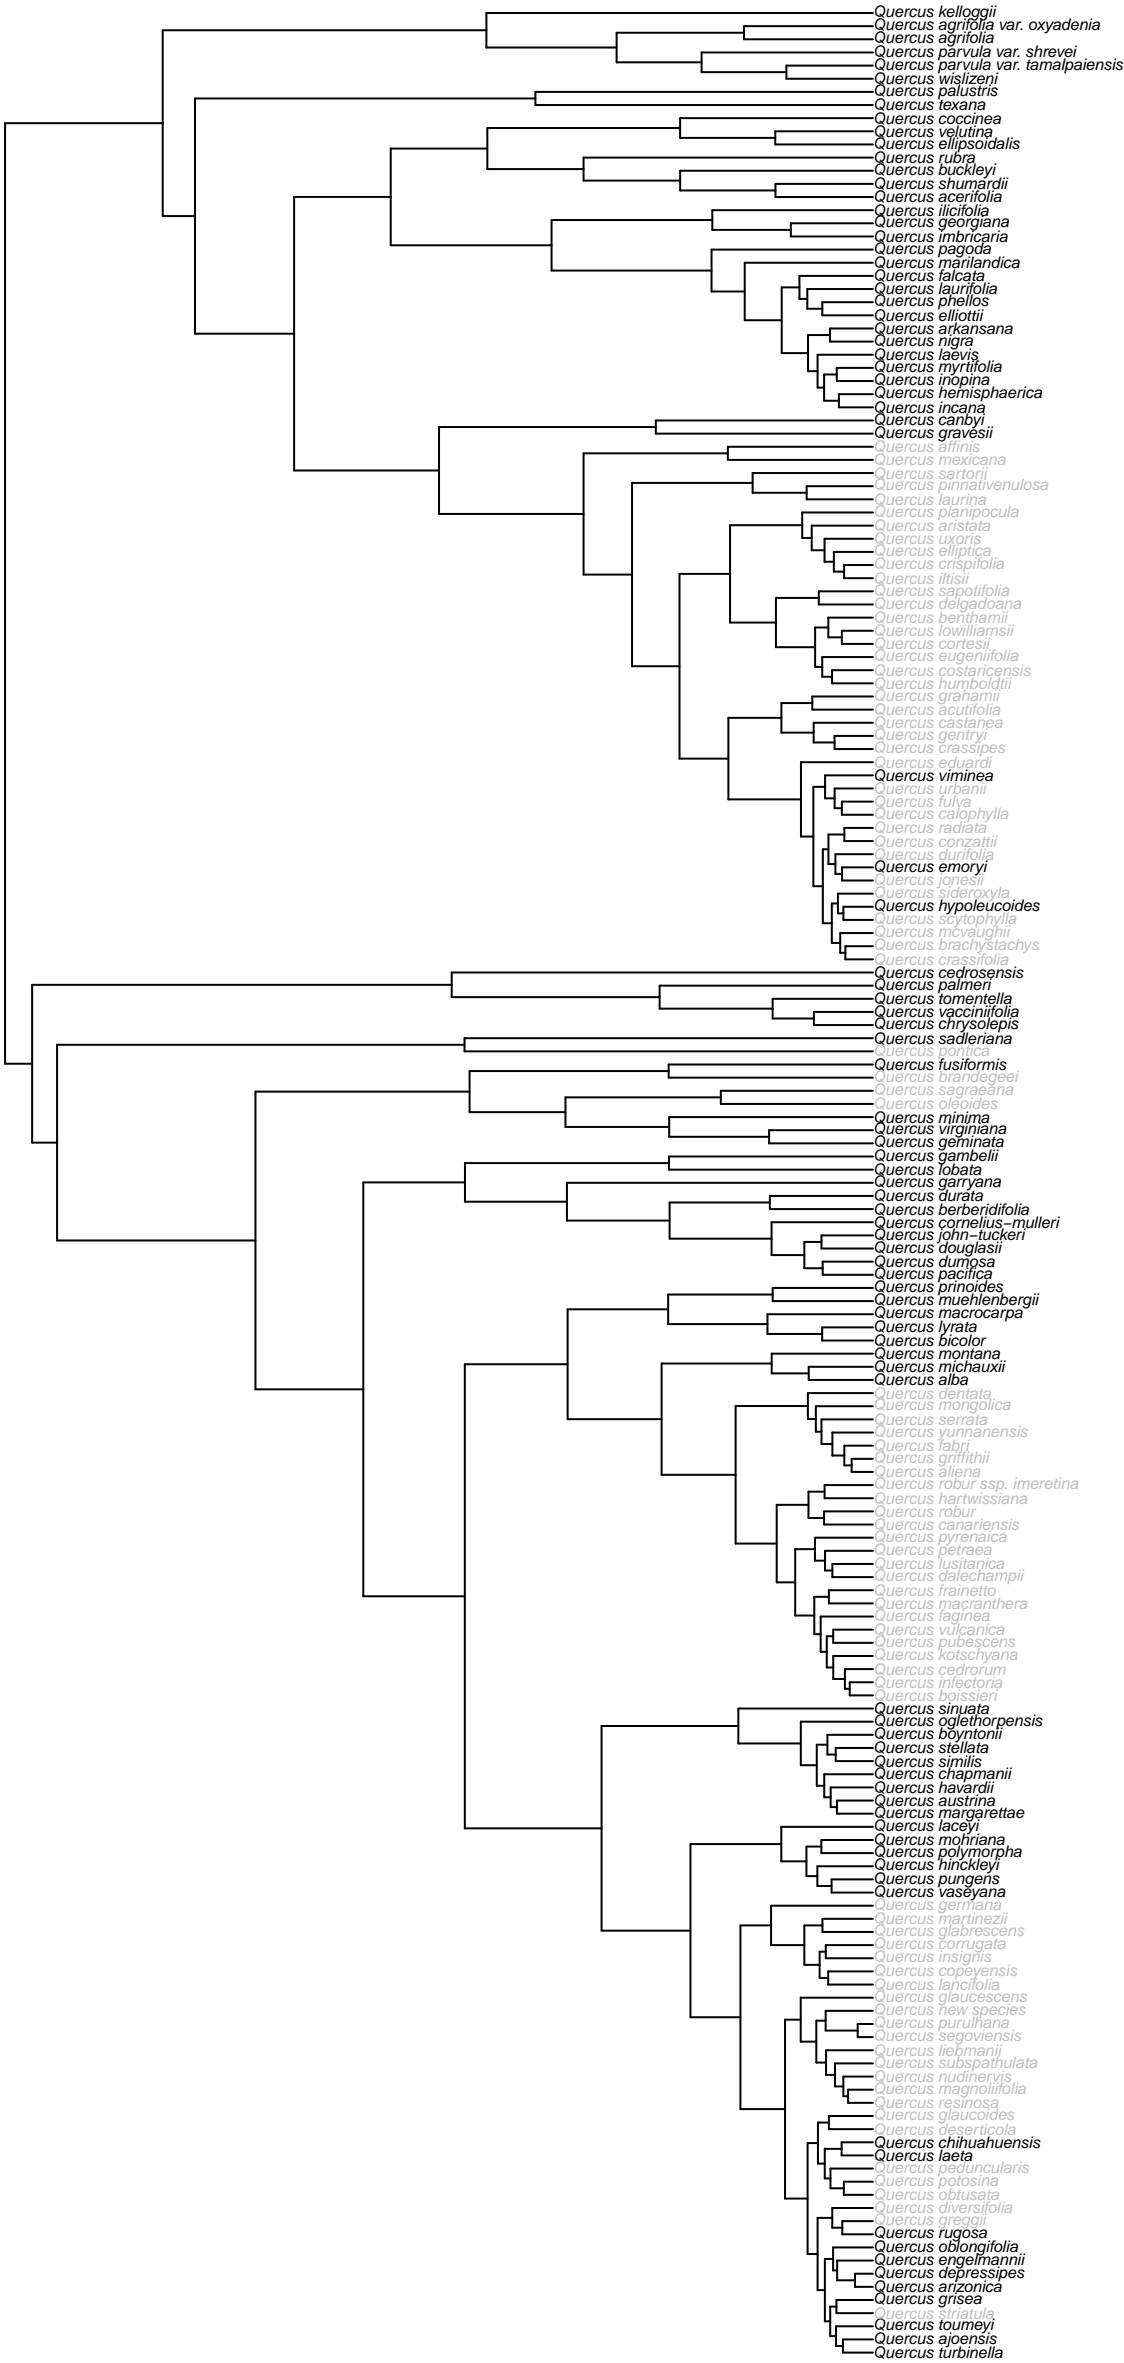 Quercus kelloggii
Quercus agrifolia var. oxyadenia
Quercus agrifolia
Quercus parvula var. shrevei
Quercus parvula var. tamalpaiensis
Quercus wislizeni
Quercus palustris
Quercus texana
Quercus coccinea
Quercus velutina
Quercus ellipsoidalis
Quercus rubra
Quercus buckleyi
Quercus shumardii
Quercus acerifolia
Quercus ilicifolia
Quercus georgiana
Quercus imbricaria
Quercus pagoda
Quercus marilandica
Quercus falcata
Quercus laurifolia
Quercus phellos
Quercus elliottii
Quercus arkansana
Quercus nigra
Quercus laevis
Quercus myrtifolia
Quercus inopina
Quercus hemisphaerica
Quercus incana
Quercus canbyi
Quercus gravesii
Quercus affinis
Quercus mexicana
Quercus sartorii
Quercus pinnativenulosa
Quercus laurina
Quercus planipocula
Quercus aristata
Quercus uxoris
Quercus elliptica
Quercus crispifolia
Quercus iltisii
Quercus sapotifolia
Quercus delgadoana
Quercus benthamii
Quercus lowilliamsii
Quercus cortesii
Quercus eugeniifolia
Quercus costaricensis
Quercus humboldtii
Quercus grahamii
Quercus acutifolia
Quercus castanea
Quercus gentryi
Quercus crassipes
Quercus eduardi
Quercus viminea
Quercus urbanii
Quercus fulva
Quercus calophylla
Quercus radiata
Quercus conzattii
Quercus durifolia
Quercus emoryi
Quercus jonesii
Quercus sideroxyla
Quercus hypoleucoides
Quercus scytophylla
Quercus mcvaughii
Quercus brachystachys
Quercus crassifolia
Quercus cedrosensis
Quercus palmeri
Quercus tomentella
Quercus vacciniifolia
Quercus chrysolepis
Quercus sadleriana
Quercus pontica
Quercus fusiformis
Quercus brandegeei
Quercus sagraeana
Quercus oleoides
Quercus minima
Quercus virginiana
Quercus geminata
Quercus gambelii
Quercus lobata
Quercus garryana
Quercus durata
Quercus berberidifolia
Quercus cornelius−mulleri
Quercus john−tuckeri
Quercus douglasii
Quercus dumosa
Quercus pacifica
Quercus prinoides
Quercus muehlenbergii
Quercus macrocarpa
Quercus lyrata
Quercus bicolor
Quercus montana
Quercus michauxii
Quercus alba
Quercus dentata
Quercus mongolica
Quercus serrata
Quercus yunnanensis
Quercus fabri
Quercus griffithii
Quercus aliena
Quercus robur ssp. imeretina
Quercus hartwissiana
Quercus robur
Quercus canariensis
Quercus pyrenaica
Quercus petraea
Quercus lusitanica
Quercus dalechampii
Quercus frainetto
Quercus macranthera
Quercus faginea
Quercus vulcanica
Quercus pubescens
Quercus kotschyana
Quercus cedrorum
Quercus infectoria
Quercus boissieri
Quercus sinuata
Quercus oglethorpensis
Quercus boyntonii
Quercus stellata
Quercus similis
Quercus chapmanii
Quercus havardii
Quercus austrina
Quercus margarettae
Quercus laceyi
Quercus mohriana
Quercus polymorpha
Quercus hinckleyi
Quercus pungens
Quercus vaseyana
Quercus germana
Quercus martinezii
Quercus glabrescens
Quercus corrugata
Quercus insignis
Quercus copeyensis
Quercus lancifolia
Quercus glaucescens
Quercus new species
Quercus purulhana
Quercus segoviensis
Quercus liebmanii
Quercus subspathulata
Quercus nudinervis
Quercus magnoliifolia
Quercus resinosa
Quercus glaucoides
Quercus deserticola
Quercus chihuahuensis
Quercus laeta
Quercus peduncularis
Quercus potosina
Quercus obtusata
Quercus diversifolia
Quercus greggii
Quercus rugosa
Quercus oblongifolia
Quercus engelmannii
Quercus depressipes
Quercus arizonica
Quercus grisea
Quercus striatula
Quercus toumeyi
Quercus ajoensis
Quercus turbinella